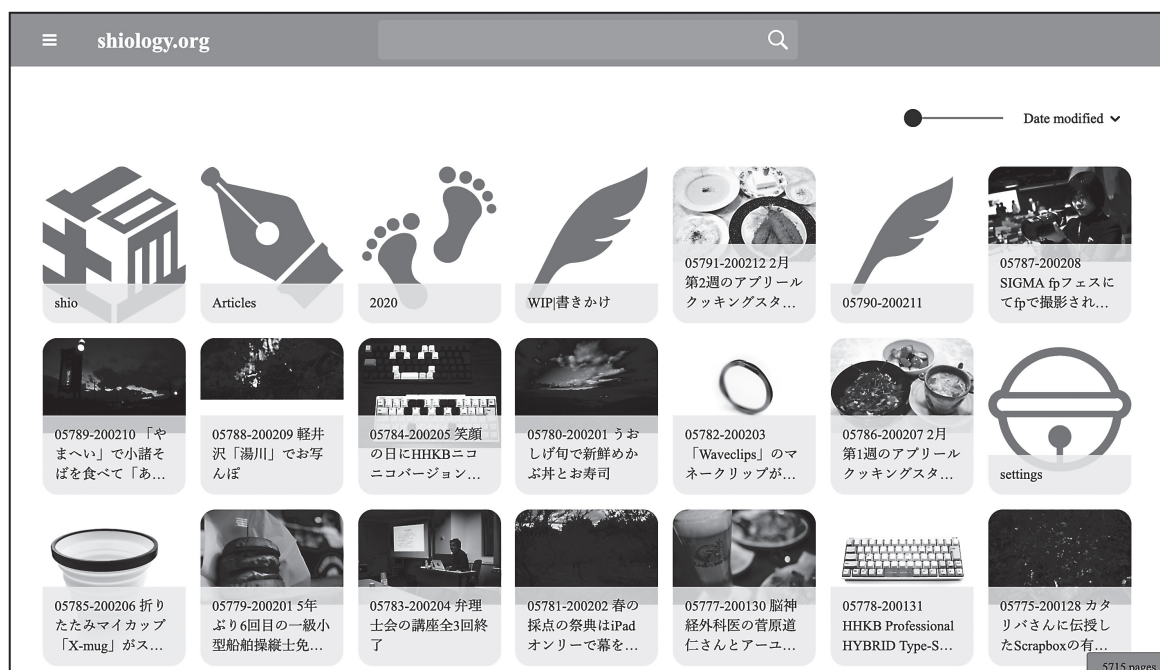 shiology.org
Date modified
shio
Articles
2020
WIP|書きかけ
05791-200212 2月
第2週のアプリール
クッキングスタ…
05790-200211
05787-200208
SIGMA fpフェスに
てfpで撮影され…
05789-200210 「や
まへい」で小諸そ
ばを食べて「あ…
05788-200209 軽井
沢「湯川」でお写
んぽ
05784-200205 笑顔
の日にHHKBニコ
ニコバージョン…
05780-200201 うお
しげ旬で新鮮めか
ぶ丼とお寿司
05782-200203
「Waveclips」のマ
ネークリップが…
05786-200207 2月
第1週のアプリール
クッキングスタ…
settings
05785-200206 折り
たたみマイカップ
「X-mug」がス…
05779-200201 5年
ぶり6回目の一級小
型船舶操縦士免…
05783-200204 弁理
士会の講座全3回終
了
05781-200202 春の
採点の祭典はiPad
オンリーで幕を…
05777-200130 脳神
経外科医の菅原道
仁さんとアーユ…
05778-200131
HHKB Professional
HYBRID Type-S…
05775-200128 カタ
リバさんに伝授し
たScrapboxの有…
5715 pages